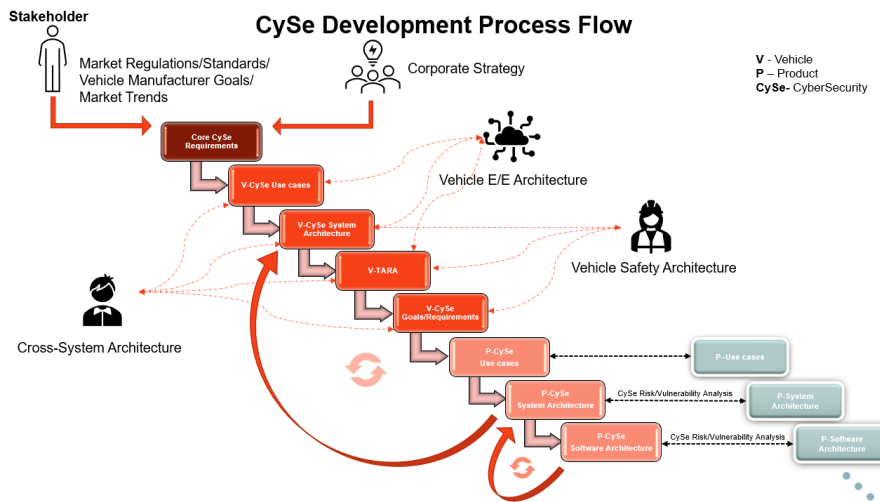 CySe Development Process Flow
Stakeholder
Market Regulations/Standards/
Vehicle Manufacturer Goals/
Market Trends
Corporate Strategy
V - Vehicle
P – Product
CySe- CyberSecurity
Core CySe
Requirements
V-CySe Use cases
Vehicle E/E Architecture
V-CySe System
Architecture
Vehicle Safety Architecture
V-TARA
V-CySe
Goals/Requirements
Cross-System Architecture
P-CySe
Use cases
P–Use cases
P-CySe
System Architecture
CySe Risk/Vulnerability Analysis
P-System
Architecture
P-CySe
Software Architecture
CySe Risk/Vulnerability Analysis
P-Software
Architecture